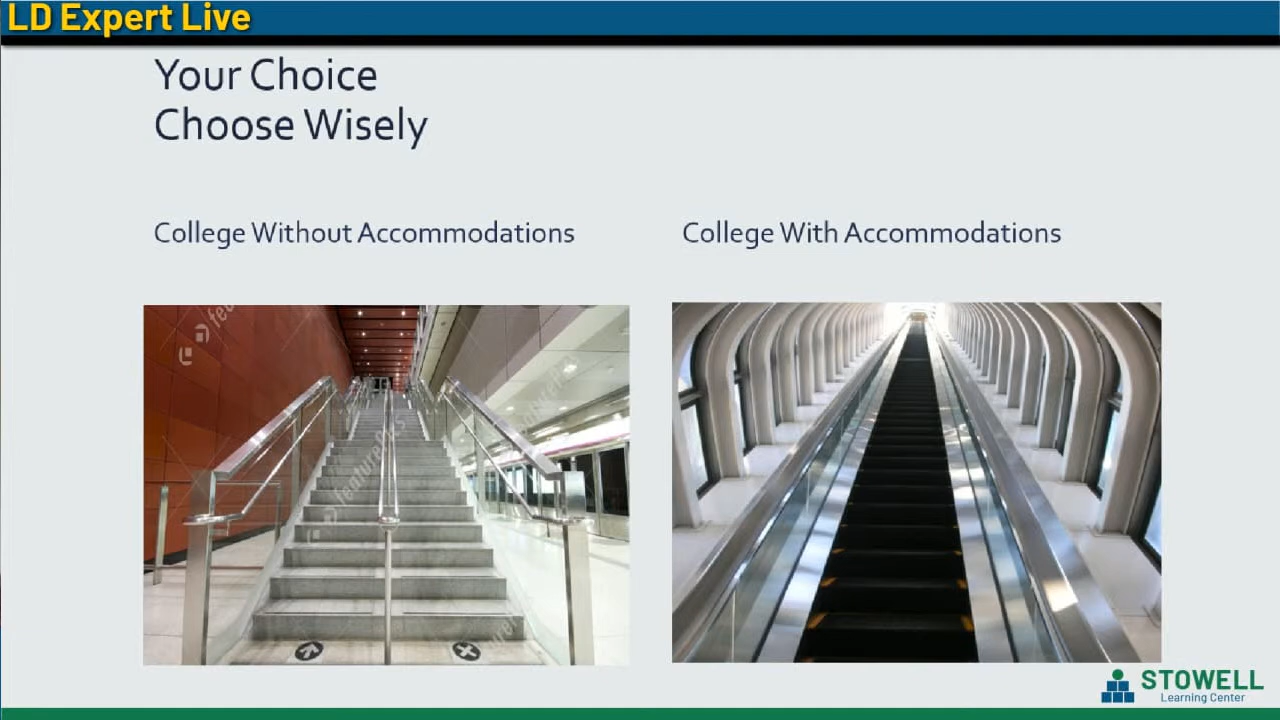 LD Expert Live
Your Choice
Choose Wisely
College Without Accommodations
College With Accommodations
STOWELL
Learning Center